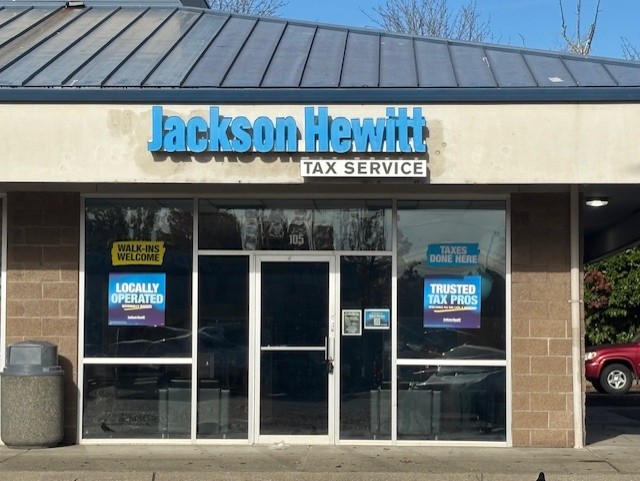 Jackson Hewitt
TAX SERVICE
105
WALK-INS
WELCOME
LOCALLY
OPERATED
TAXES
DONE HERE
TRUSTED
TAX PROS